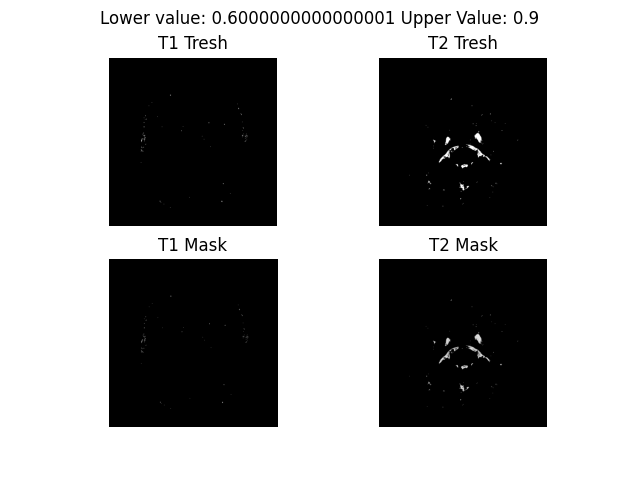 Lower value: 0.6000000000000001 Upper Value: 0.9
T1 Tresh
T2 Tresh
T1 Mask
T2 Mask